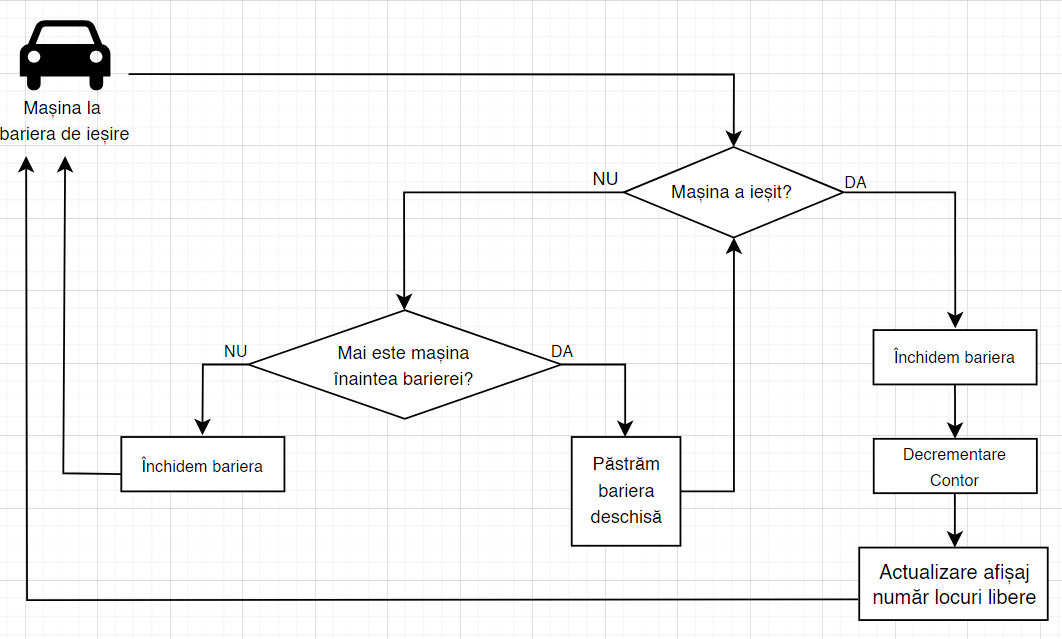 Mașina la
bariera de ieșire
NU
Mașina a ieșit?
DA
NU
Mai este mașina
înaintea barierei?
DA
Închidem bariera
Închidem bariera
Păstrăm
bariera
deschisă
Decrementare
Contor
Actualizare afișaj
număr locuri libere